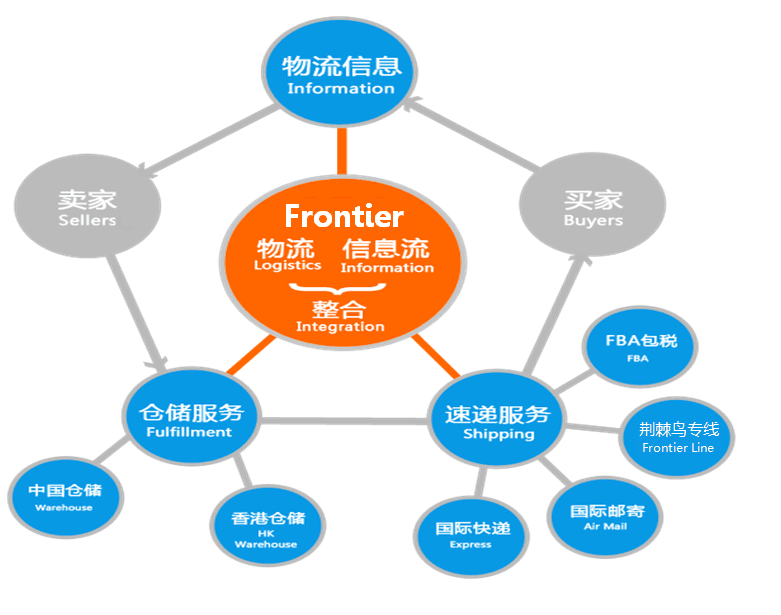 物流信息
Information
卖家
Sellers
买家
Buyers
Frontier
物流 信息流
Logistics Information
整合
Integration
仓储服务
Fulfillment
速递服务
Shipping
FBA包税
FBA
荆棘鸟专线
Frontier Line
中国仓储
Warehouse
香港仓储
HK
Warehouse
国际快递
Express
国际邮寄
Air Mail